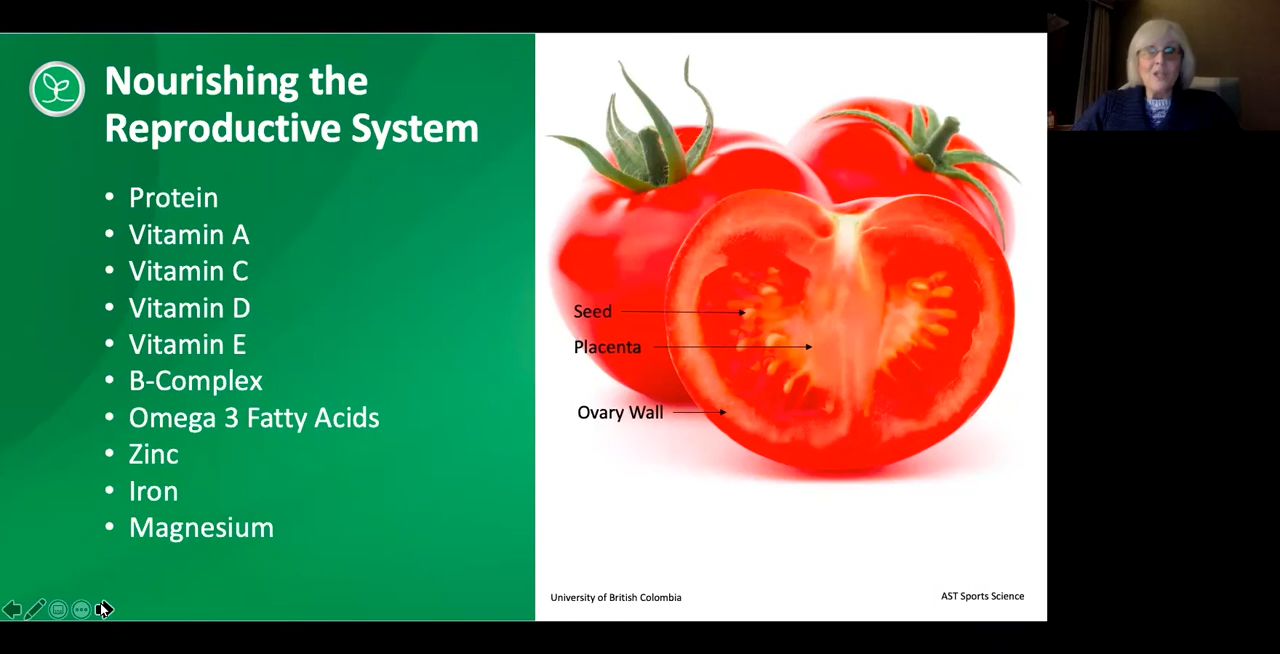 Nourishing the
Reproductive System
• Protein
• Vitamin A
• Vitamin C
• Vitamin D
• Vitamin E
• B-Complex
• Omega 3 Fatty Acids
• Zinc
• Iron
• Magnesium
Seed
Placenta
Ovary Wall
University of British Colombia
AST Sports Science